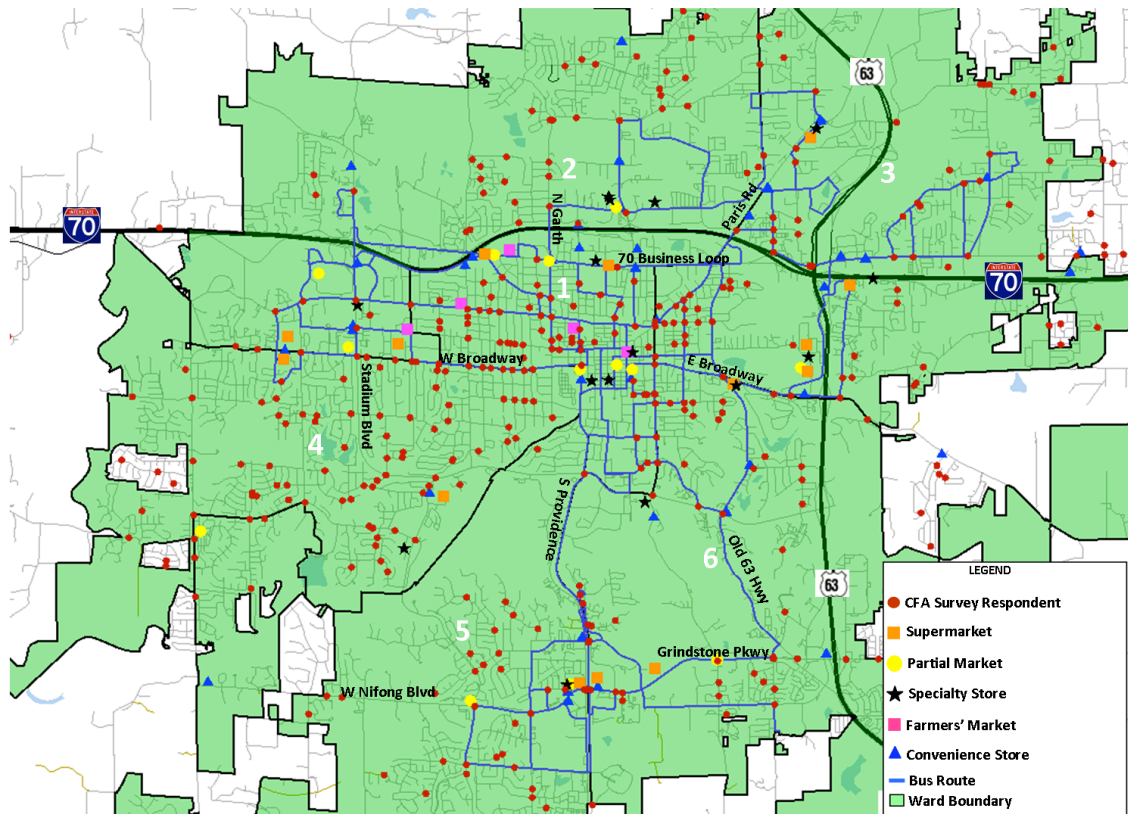 63
2
3
N Garth
Paris Rd
INTERSTATE
70
70 Business Loop
INTERSTATE
70
1
W Broadway
E Broadway
Stadium Blvd
4
S Providence
6
Old 63 Hwy
63
5
Grindstone Pkwy
W Nifong Blvd
LEGEND
CFA Survey Respondent
Supermarket
Partial Market
Specialty Store
Farmers' Market
Convenience Store
Bus Route
Ward Boundary